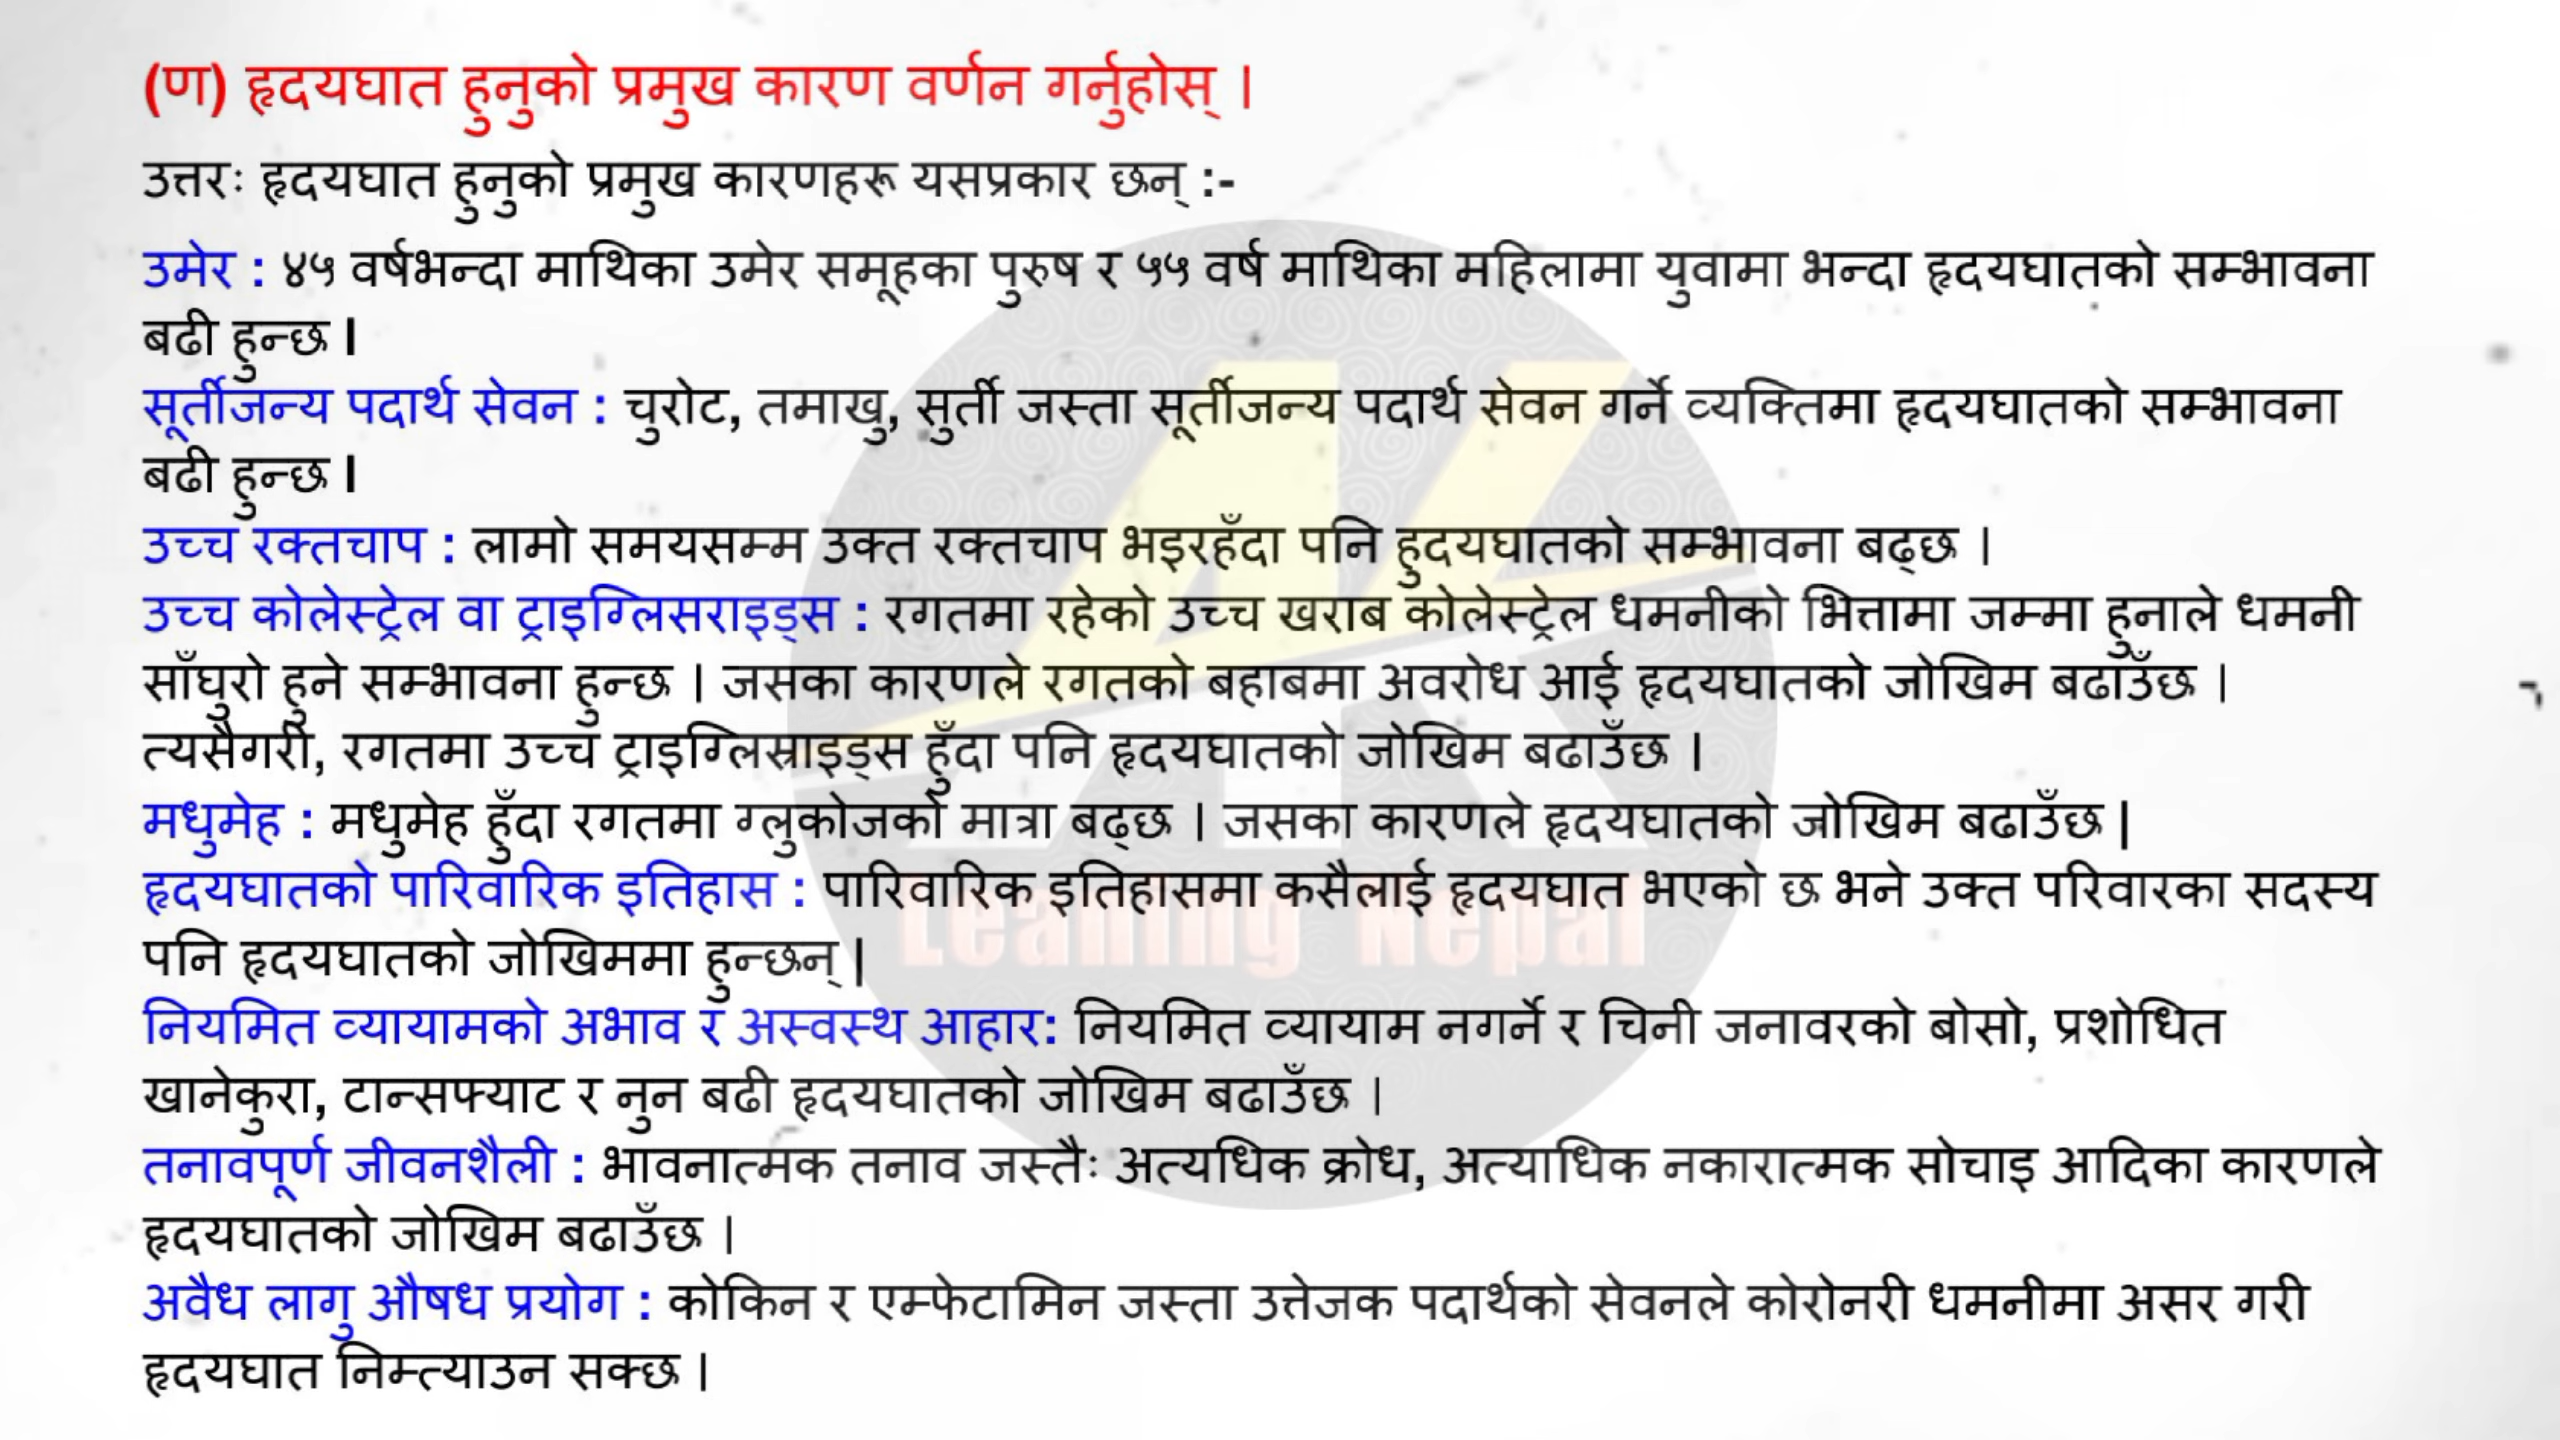 (ण) हृदयघात हुनुको प्रमुख कारण वर्णन गर्नुहोस् ।
उत्तरः हृदयघात हुनुको प्रमुख कारणहरू यसप्रकार छन् :-
उमेर : ४५ वर्षभन्दा माथिका उमेर समूहका पुरुष र ५५ वर्ष माथिका महिलामा युवामा भन्दा हृदयघातको सम्भावना
बढी हुन्छ ।
सूर्तीजन्य पदार्थ सेवन : चुरोट, तमाखु, सुर्ती जस्ता सूर्तीजन्य पदार्थ सेवन गर्ने व्यक्तिमा हृदयघातको सम्भावना
बढी हुन्छ ।
उच्च रक्तचाप : लामो समयसम्म उक्त रक्तचाप भइरहँदा पनि हुदयघातको सम्भावना बढ्छ ।
उच्च कोलेस्ट्रेल वा ट्राइग्लिसराइड्स : रगतमा रहेको उच्च खराब कोलेस्ट्रेल धमनीको भित्तामा जम्मा हुनाले धमनी
साँघुरो हुने सम्भावना हुन्छ । जसका कारणले रगतको बहाबमा अवरोध आई हृदयघातको जोखिम बढाउँछ ।
त्यसैगरी, रगतमा उच्च ट्राइग्लिस्राइड्स हुँदा पनि हृदयघातको जोखिम बढाउँछ ।
मधुमेह : मधुमेह हुँदा रगतमा ग्लुकोजको मात्रा बढ्छ । जसका कारणले हृदयघातको जोखिम बढाउँछ |
हृदयघातको पारिवारिक इतिहास : पारिवारिक इतिहासमा कसैलाई हृदयघात भएको छ भने उक्त परिवारका सदस्य
पनि हृदयघातको जोखिममा हुन्छन् |
नियमित व्यायामको अभाव र अस्वस्थ आहार: नियमित व्यायाम नगर्ने र चिनी जनावरको बोसो, प्रशोधित
खानेकुरा, टान्सफ्याट र नुन बढी हृदयघातको जोखिम बढाउँछ ।
तनावपूर्ण जीवनशैली : भावनात्मक तनाव जस्तैः अत्यधिक क्रोध, अत्याधिक नकारात्मक सोचाइ आदिका कारणले
हृदयघातको जोखिम बढाउँछ ।
अवैध लागु औषध प्रयोग : कोकिन र एम्फेटामिन जस्ता उत्तेजक पदार्थको सेवनले कोरोनरी धमनीमा असर गरी
हृदयघात निम्त्याउन सक्छ ।
AK
Leaning Nepal